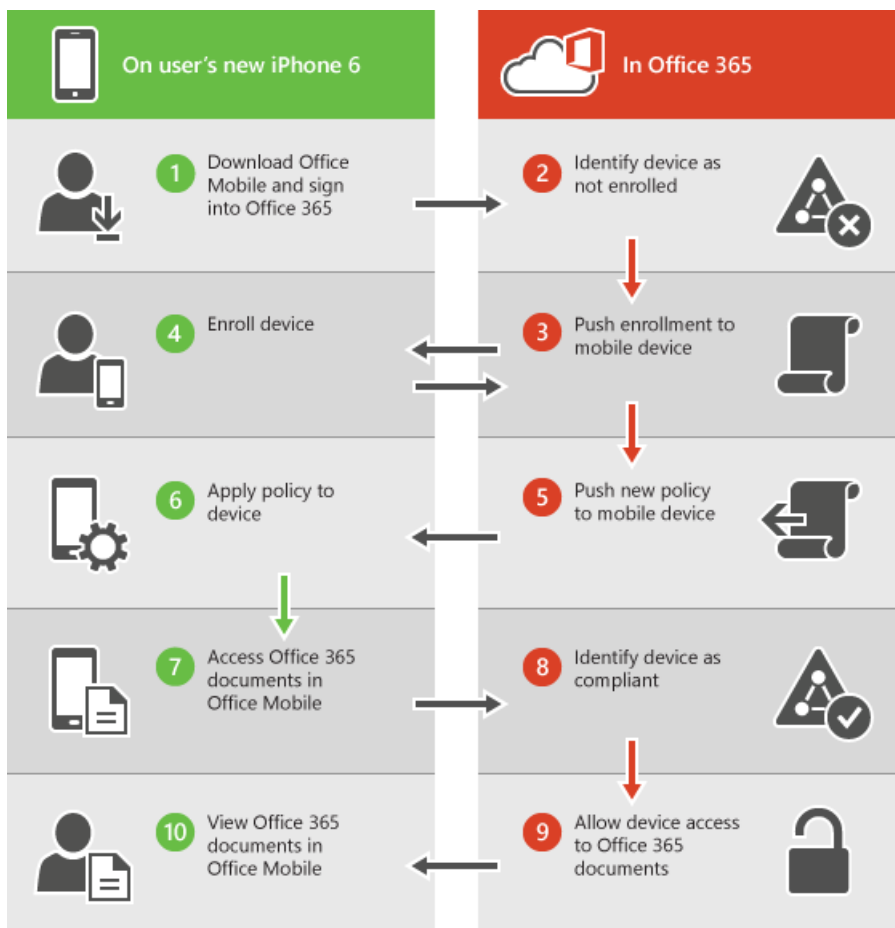 On user's new iPhone 6
In Office 365
1
Download Office
Mobile and sign
into Office 365
2
Identify device as
not enrolled
4
Enroll device
3
Push enrollment to
mobile device
6
Apply policy to
device
5
Push new policy
to mobile device
7
Access Office 365
documents in
Office Mobile
8
Identify device as
compliant
10
View Office 365
documents in
Office Mobile
9
Allow device access
to Office 365
documents